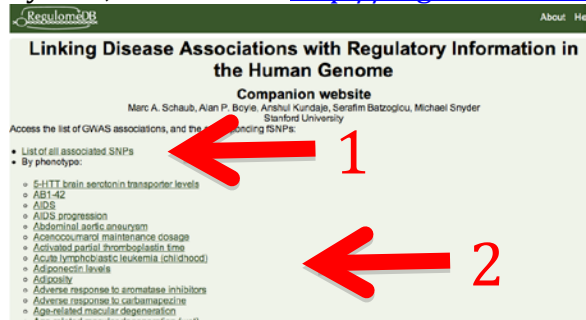 RegulomeDB
About
Linking Disease Associations with Regulatory Information in
the Human Genome
Companion website
Marc A. Schaub, Alan P. Boyle, Anshul Kundaje, Serafim Batzoglou, Michael Snyder
Stanford University
Access the list of GWAS associations, and the fSNPs:
List of all associated SNPs
1
By phenotype:
5-HTT brain serotonin transporter levels
AB1-42
AIDS
AIDS progression
Abdominal aortic aneurysm
Acenocoumarol maintenance dosage
Activated partial thromboplastin time
Acute lymphoblastic leukemia (childhood)
Adiponectin levels
2
Adiposity
Adverse response to aromatase inhibitors
Adverse response to carbamapezine
Age-related macular degeneration